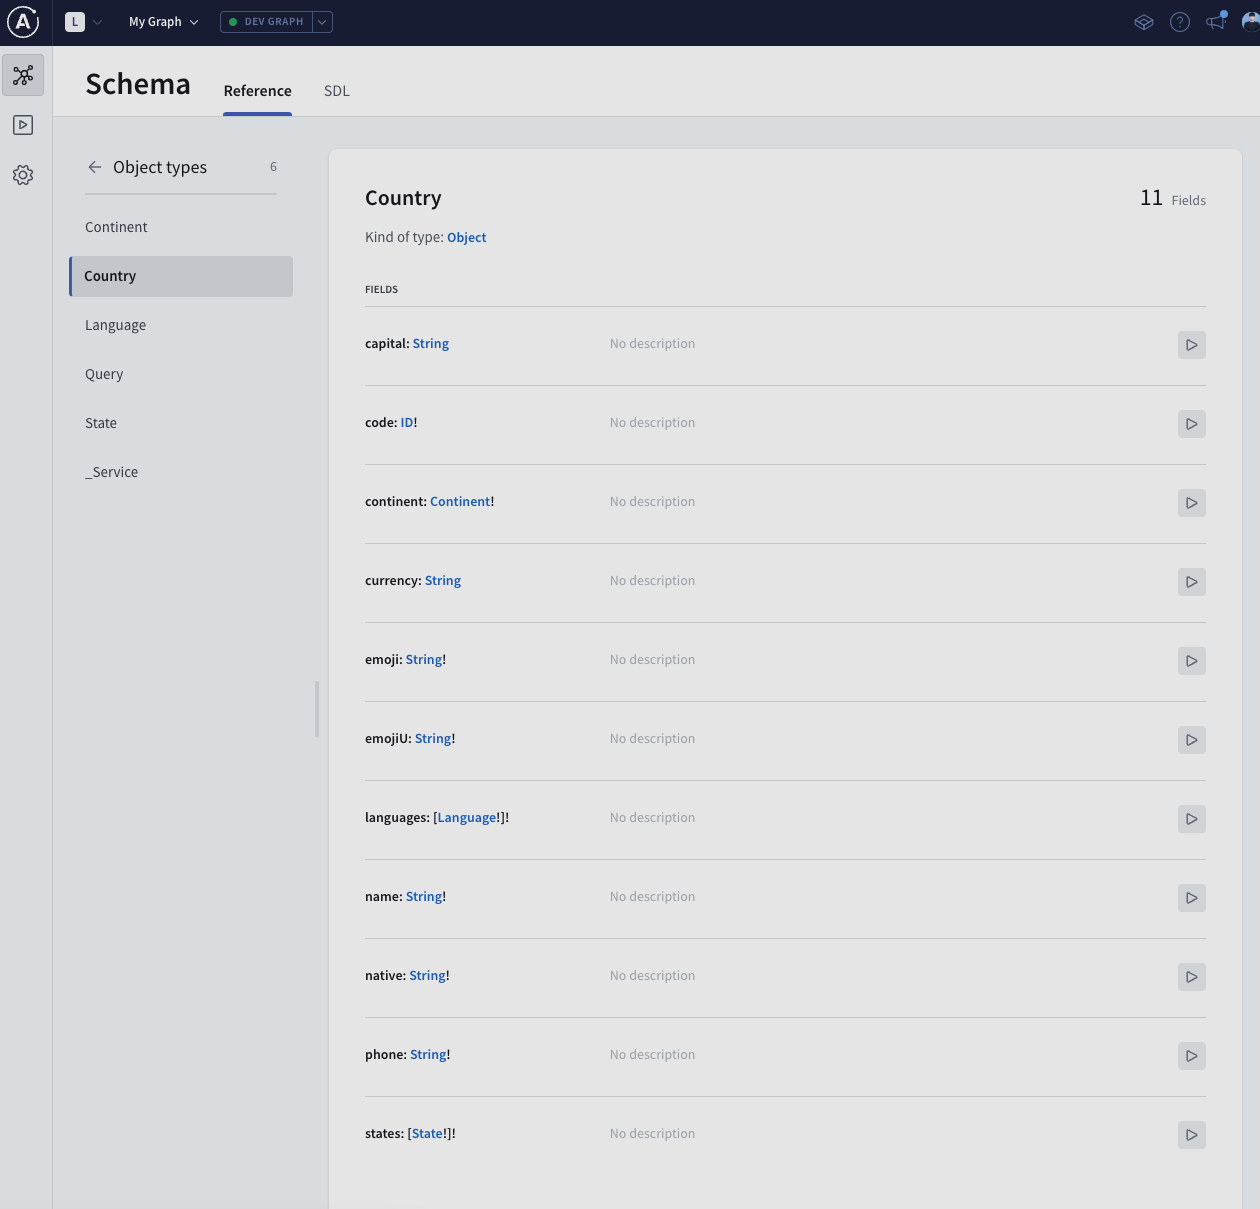 L
My Graph
DEV GRAPH
?
Schema
Reference
SDL
Object types
6
Continent
Country
Language
Query
State
_Service
Country
11 Fields
Kind of type: Object
FIELDS
capital: String
No description
code: ID!
No description
continent: Continent!
No description
currency: String
No description
emoji: String!
No description
emojiU: String!
No description
languages: [Language!]!
No description
name: String!
No description
native: String!
No description
phone: String!
No description
states: [State!]!
No description